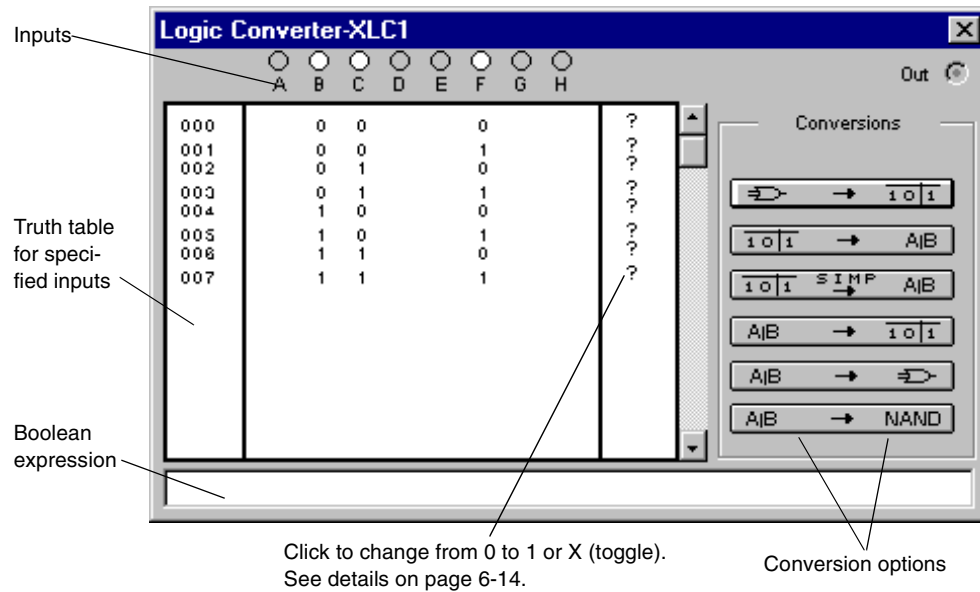 Inputs
Logic Converter-XLC1
A B C D E F G H
Out
000 0 0 0 ?
001 0 0 1 ?
002 0 1 0 ?
003 0 1 1 ?
004 1 0 0 ?
005 1 0 1 ?
006 1 1 0 ?
007 1 1 1 ?
Conversions
→ 1 0|1
1 0|1 → A|B
1 0|1 SIMP → A|B
A|B → 1 0|1
A|B →
A|B → NAND
Truth table
for speci-
fied inputs
Boolean
expression
Click to change from 0 to 1 or X (toggle).
See details on page 6-14.
Conversion options